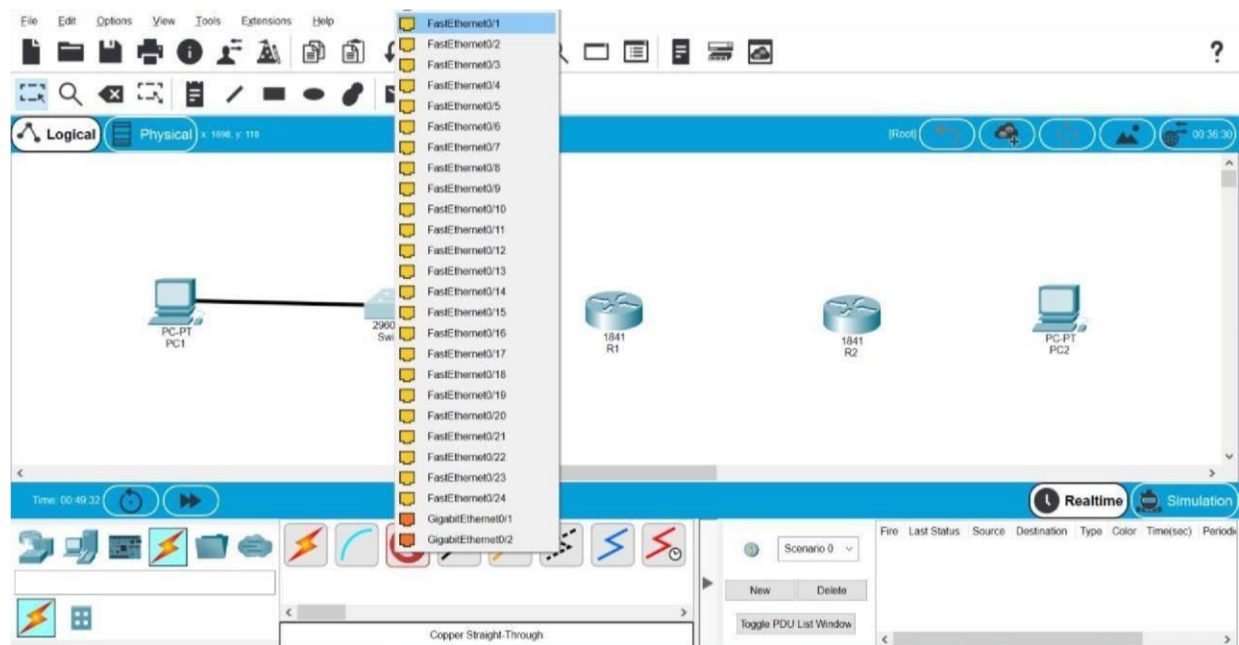 File Edit Options View Tools Extensions Help
?
Logical Physical x: 1698, y: 118 [Root] 00:36:30
FastEthernet0/1
FastEthernet0/2
FastEthernet0/3
FastEthernet0/4
FastEthernet0/5
FastEthernet0/6
FastEthernet0/7
FastEthernet0/8
FastEthernet0/9
FastEthernet0/10
FastEthernet0/11
FastEthernet0/12
FastEthernet0/13
FastEthernet0/14
FastEthernet0/15
FastEthernet0/16
FastEthernet0/17
FastEthernet0/18
FastEthernet0/19
FastEthernet0/20
FastEthernet0/21
FastEthernet0/22
FastEthernet0/23
FastEthernet0/24
GigabitEthernet0/1
GigabitEthernet0/2
PC-PT
PC1
2960
Swi
1841
R1
1841
R2
PC-PT
PC2
Time: 00:49:32 Realtime Simulation
Scenario 0
New Delete
Toggle PDU List Window
Fire Last Status Source Destination Type Color Time(sec) Periodi
Copper Straight-Through